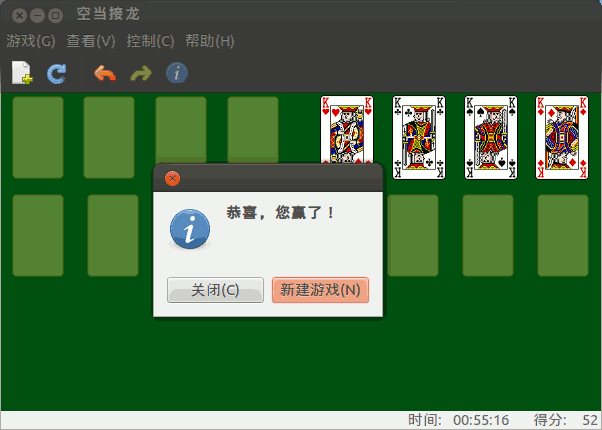 空当接龙
游戏(G) 查看(V) 控制(C) 帮助(H)
K K K K
恭喜，您赢了！
关闭(C) 新建游戏(N)
时间: 00:55:16 得分: 52